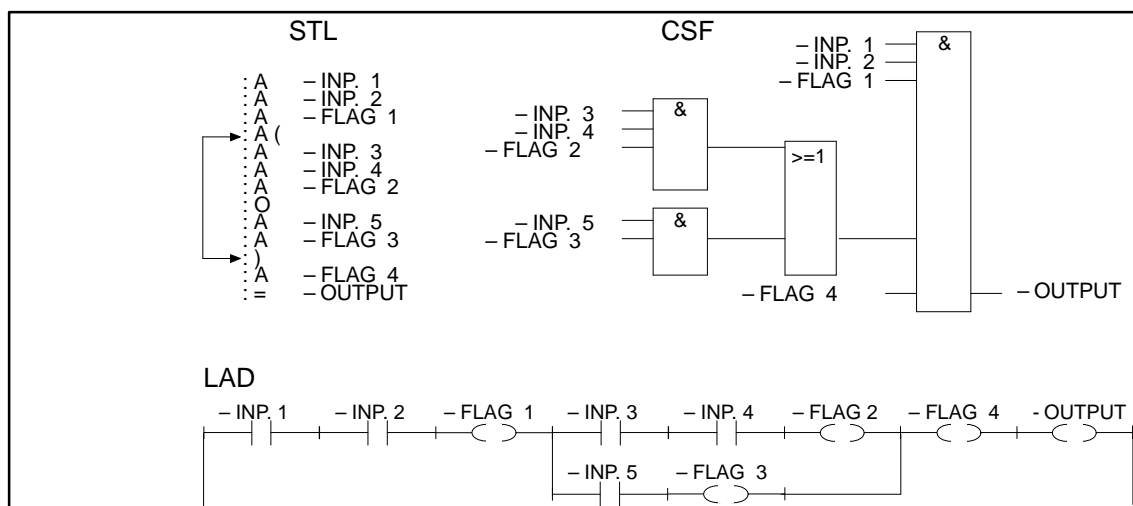 STL
: A – INP. 1
: A – INP. 2
: A – FLAG 1
: A (
: A – INP. 3
: A – INP. 4
: A – FLAG 2
: O
: A – INP. 5
: A – FLAG 3
: )
: A – FLAG 4
: = – OUTPUT
CSF
– INP. 1
– INP. 2
– FLAG 1
&
– INP. 3
– INP. 4
– FLAG 2
&
>=1
– INP. 5
– FLAG 3
&
– FLAG 4
– OUTPUT
LAD
– INP. 1 – INP. 2 – FLAG 1 – INP. 3 – INP. 4 – FLAG 2 – FLAG 4 - OUTPUT
– INP. 5 – FLAG 3